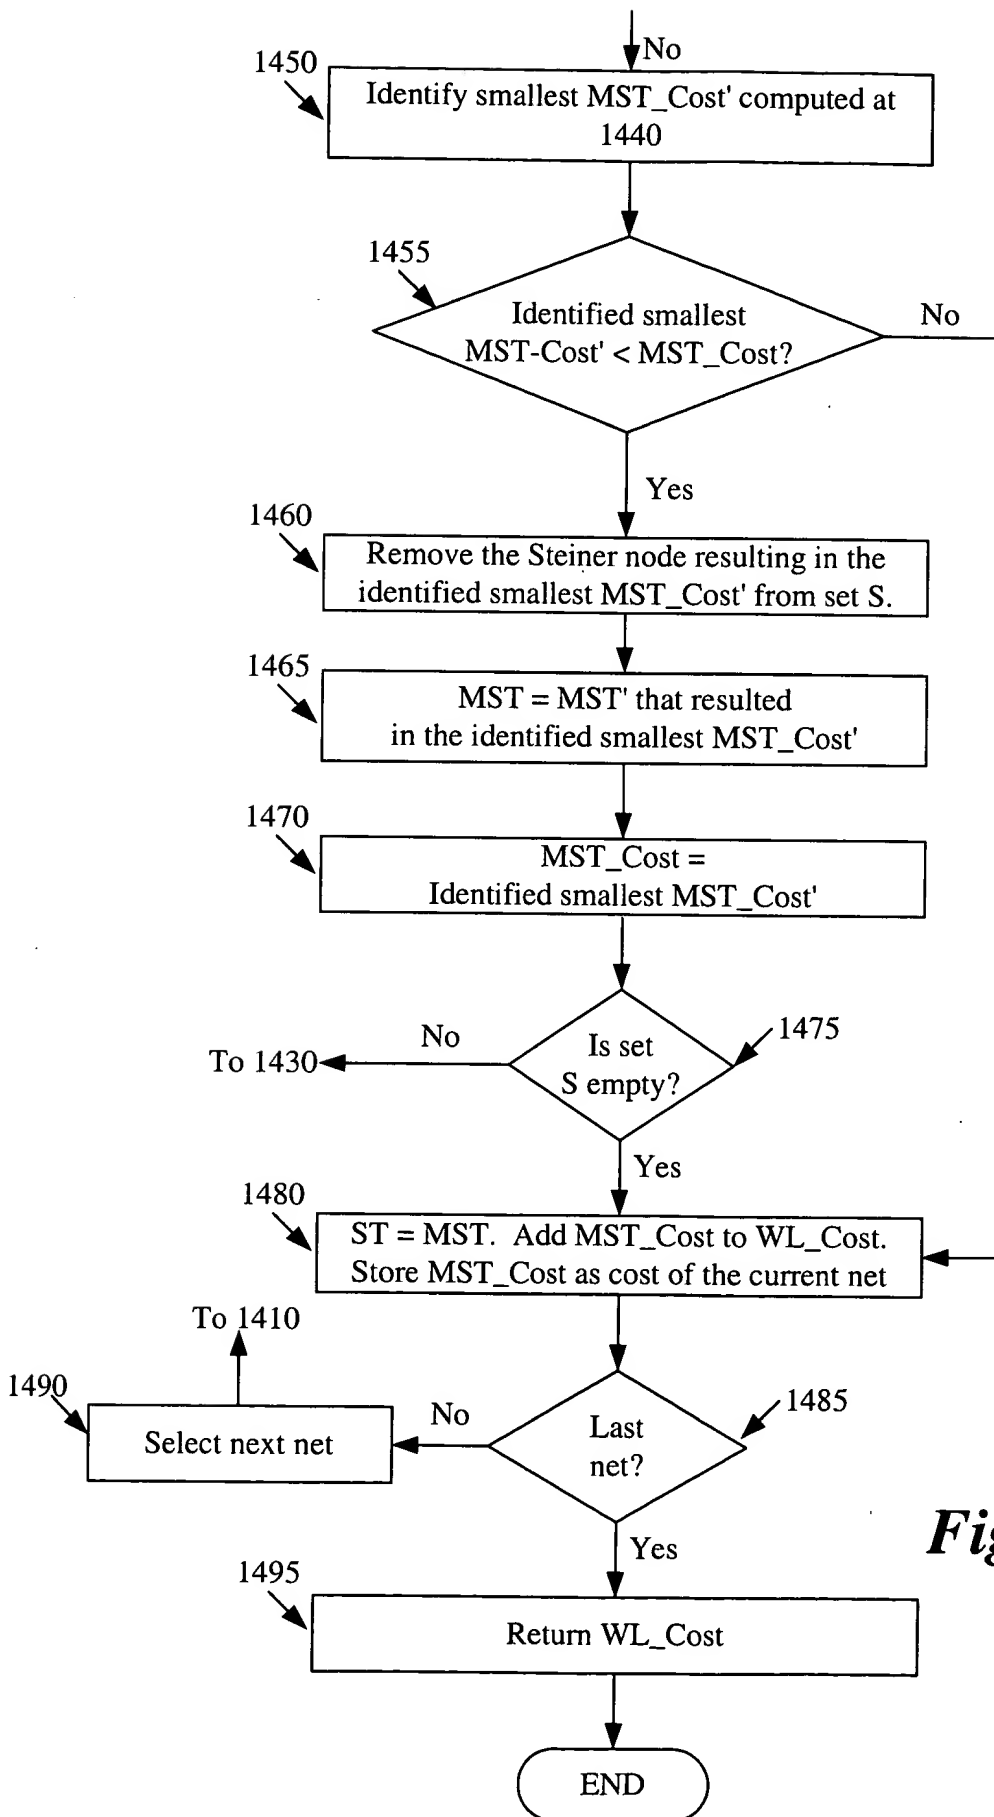 No
1450
Identify smallest MST_Cost' computed at
1440
1455
Identified smallest
MST-Cost' < MST_Cost?
No
Yes
1460
Remove the Steiner node resulting in the
identified smallest MST_Cost' from set S.
1465
MST = MST' that resulted
in the identified smallest MST_Cost'
1470
MST_Cost =
Identified smallest MST_Cost'
No
Is set
S empty?
1475
To 1430
Yes
1480
ST = MST. Add MST_Cost to WL_Cost.
Store MST_Cost as cost of the current net
To 1410
1490
Select next net
No
Last
net?
1485
Yes
1495
Return WL_Cost
END